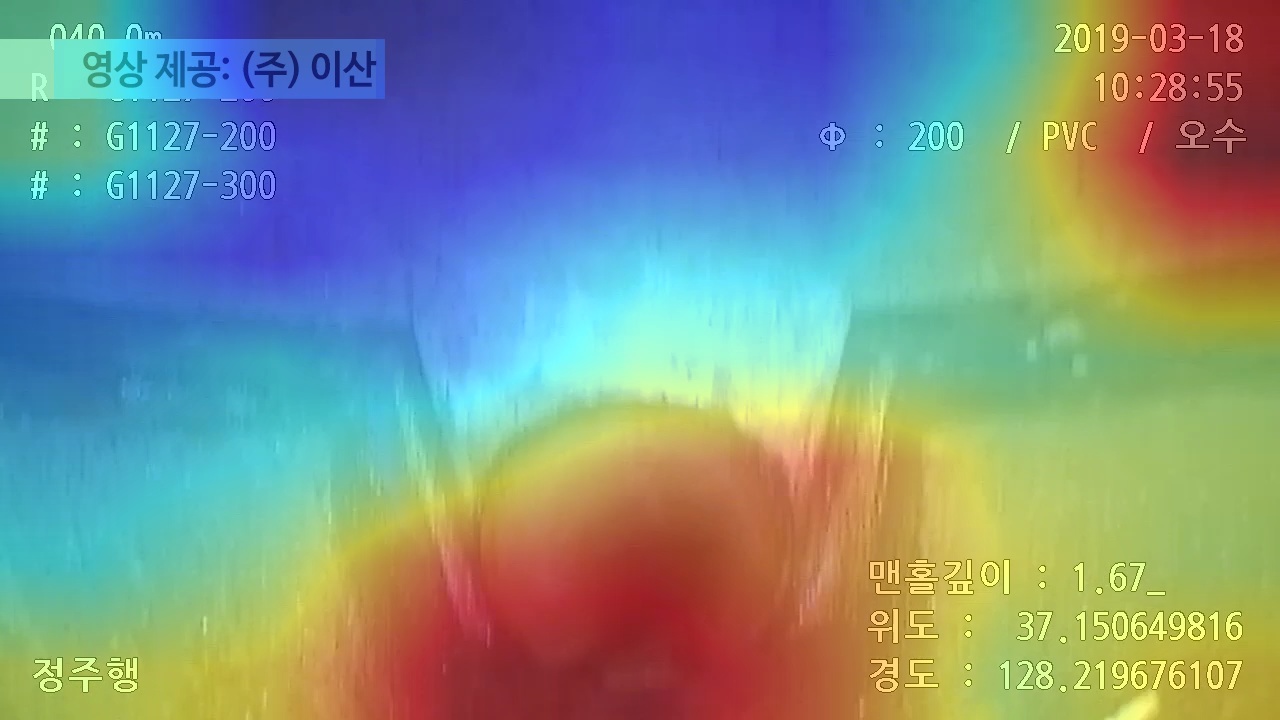 040.0m
영상 제공: (주) 이산
R
# : G1127-200
# : G1127-300
2019-03-18
10:28:55
Φ : 200 / PVC / 오수
맨홀깊이 : 1.67_
위도 : 37.150649816
경도 : 128.219676107
정주행